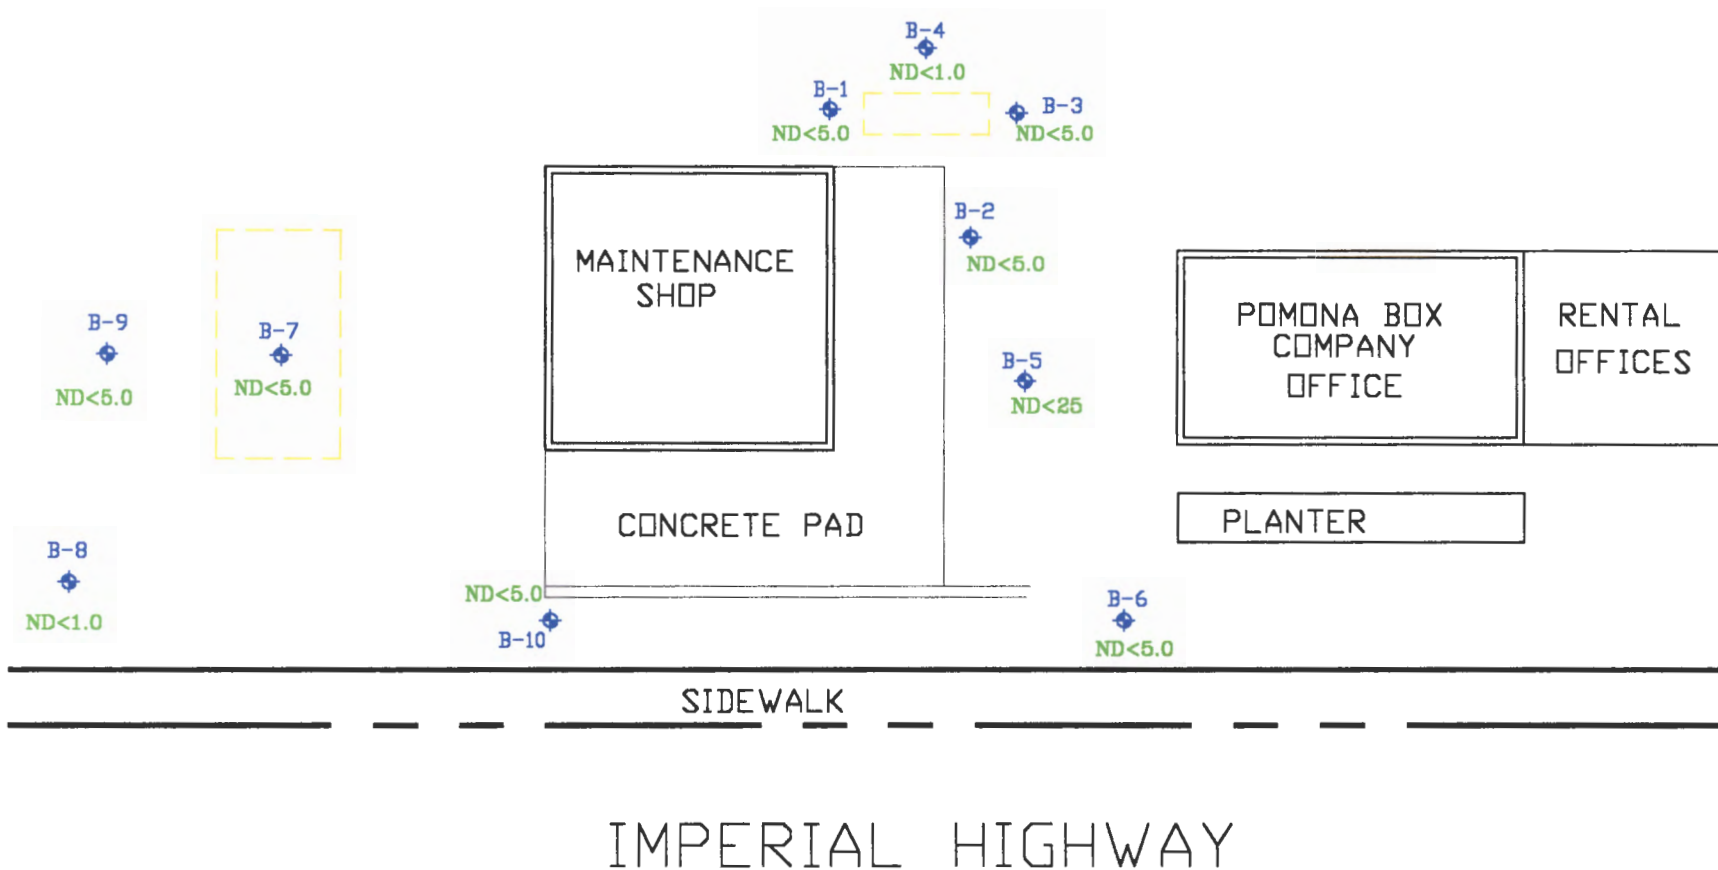 B-4
ND<1.0
B-1
ND<5.0
B-3
ND<5.0
B-2
ND<5.0
MAINTENANCE
SHOP
B-9
ND<5.0
B-7
ND<5.0
B-5
ND<25
POMONA BOX
COMPANY
OFFICE
RENTAL
OFFICES
CONCRETE PAD
PLANTER
B-8
ND<1.0
ND<5.0
B-10
B-6
ND<5.0
SIDEWALK
IMPERIAL HIGHWAY